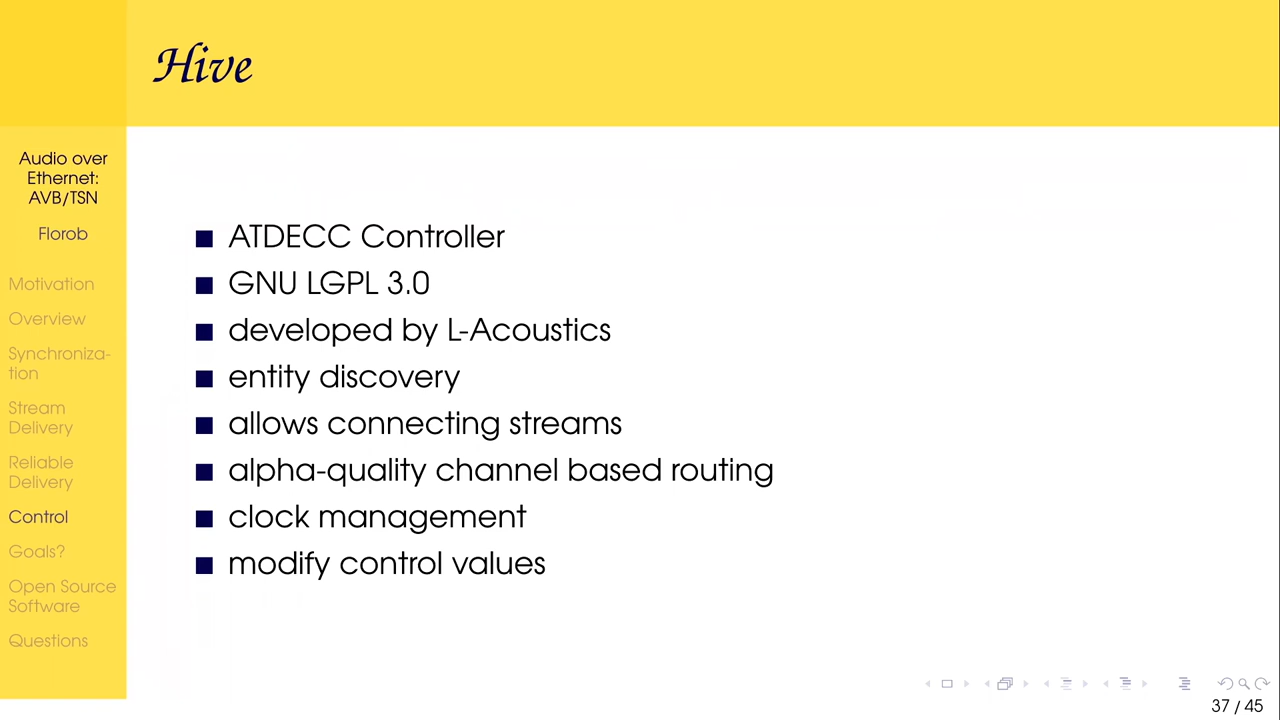 Hive
Audio over
Ethernet:
AVB/TSN
Florob
Motivation
Overview
Synchroniza-
tion
Stream
Delivery
Reliable
Delivery
Control
Goals?
Open Source
Software
Questions
ATDECC Controller
GNU LGPL 3.0
developed by L-Acoustics
entity discovery
allows connecting streams
alpha-quality channel based routing
clock management
modify control values
37 / 45